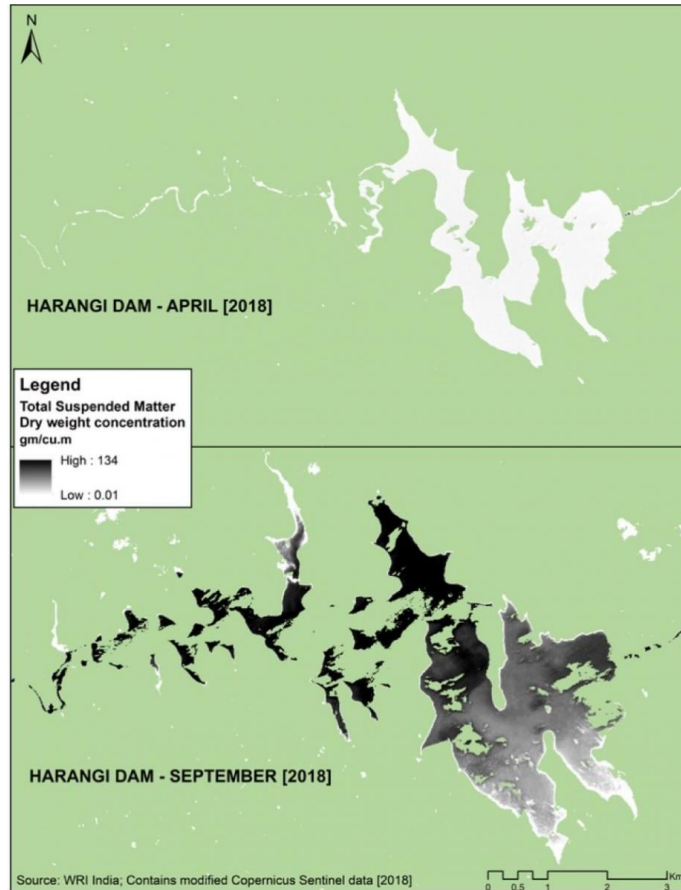 N
HARANGI DAM - APRIL [2018]
Legend
Total Suspended Matter
Dry weight concentration
gm/cu.m
High : 134
Low : 0.01
HARANGI DAM - SEPTEMBER [2018]
Source: WRI India; Contains modified Copernicus Sentinel data [2018]
Km
0 0.5 1 2 3